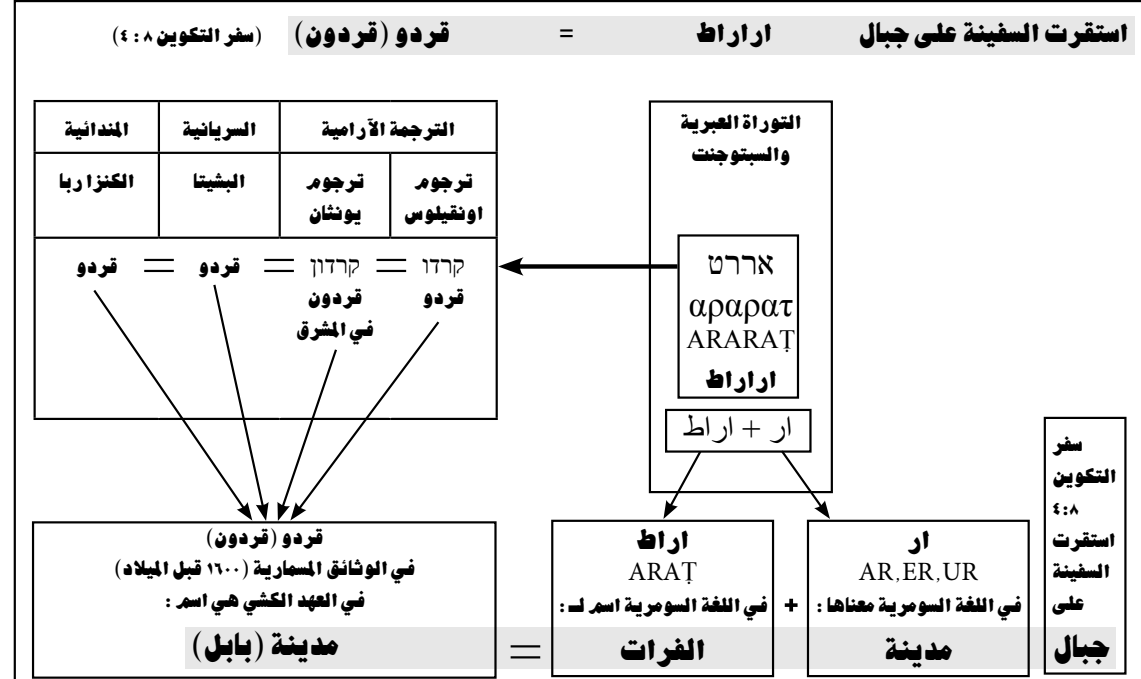 استقرت السفينة على جبال اراراط = قردو (قردون) (سفر التكوين ٨ : ٤)
التوراة العبرية
والسبتوجنت
אררט
αραρατ
ARARAṬ
اراراط
ار + اراط
الترجمة الآرامية السريانية المندائية
ترجوم اونقيلوس ترجوم يونثان البشيتا الكنزا ربا
קרדו = קרדון = قردو = قردو
قردو قردون
في المشرق
سفر
التكوين
٤:٨
استقرت
السفينة
على
جبال
ار
AR,ER,UR
في اللغة السومرية معناها :
مدينة
+
اراط
ARAṬ
في اللغة السومرية اسم لـ :
الفرات
=
قردو (قردون)
في الوثائق المسمارية (١٦٠٠ قبل الميلاد)
في العهد الكشي هي اسم :
مدينة (بابل)